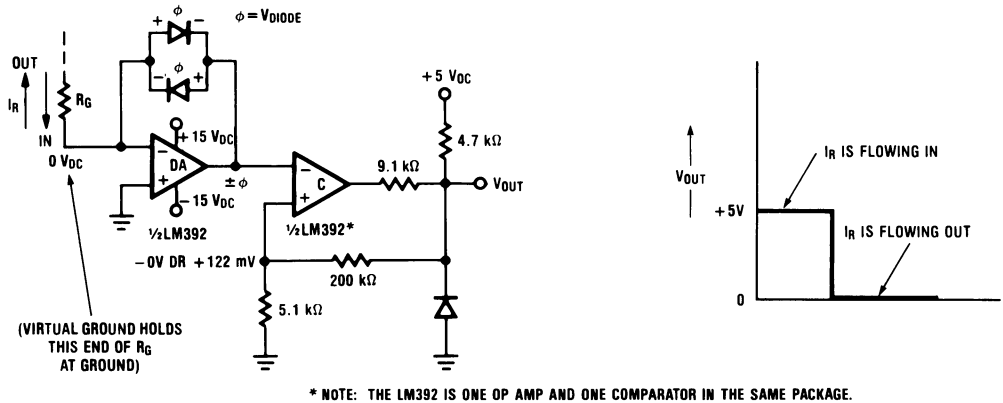 ϕ
ϕ = VDIODE
+ −
ϕ
− +
OUT
IR
RG
IN
0 VDC
+ 15 VDC
−
DA
+
− 15 VDC
± ϕ
½LM392
−
C
+
½LM392*
+5 VDC
4.7 kΩ
9.1 kΩ
VOUT
−0V DR +122 mV
200 kΩ
5.1 kΩ
(VIRTUAL GROUND HOLDS
THIS END OF RG
AT GROUND)
VOUT
IR IS FLOWING IN
+5V
IR IS FLOWING OUT
0
* NOTE: THE LM392 IS ONE OP AMP AND ONE COMPARATOR IN THE SAME PACKAGE.